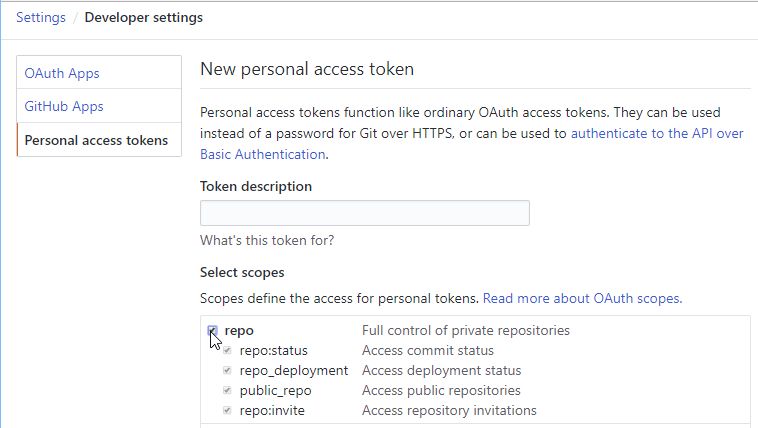 Settings / Developer settings
OAuth Apps
GitHub Apps
Personal access tokens
New personal access token
Personal access tokens function like ordinary OAuth access tokens. They can be used
instead of a password for Git over HTTPS, or can be used to authenticate to the API over
Basic Authentication.
Token description
What's this token for?
Select scopes
Scopes define the access for personal tokens. Read more about OAuth scopes.
repo Full control of private repositories
repo:status Access commit status
repo_deployment Access deployment status
public_repo Access public repositories
repo:invite Access repository invitations